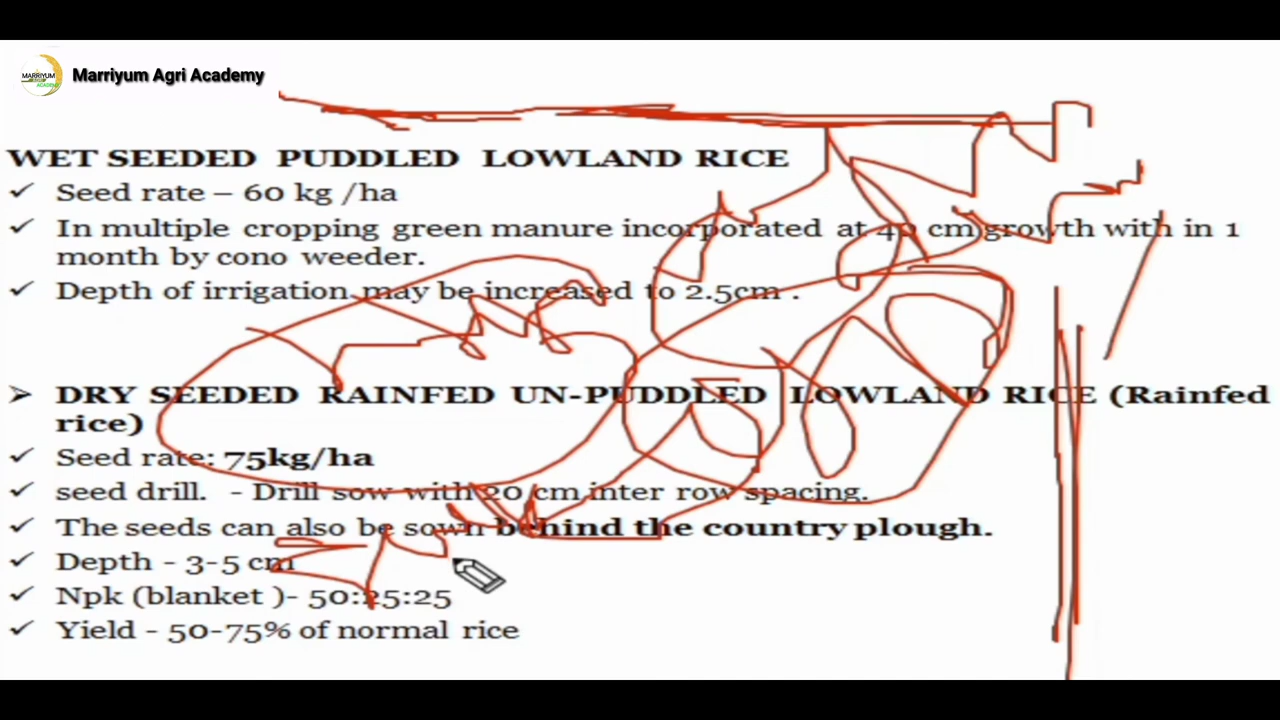 MARRIYUM
ACADEMY
Marriyum Agri Academy
WET SEEDED PUDDLED LOWLAND RICE
✓ Seed rate – 60 kg /ha
✓ In multiple cropping green manure incorporated at 40 cm growth with in 1
month by cono weeder.
✓ Depth of irrigation may be increased to 2.5cm .
➢ DRY SEEDED RAINFED UN-PUDDLED LOWLAND RICE (Rainfed
rice)
✓ Seed rate: 75kg/ha
✓ seed drill. - Drill sow with 20 cm inter row spacing.
✓ The seeds can also be sown behind the country plough.
✓ Depth - 3-5 cm
✓ Npk (blanket )- 50:25:25
✓ Yield - 50-75% of normal rice